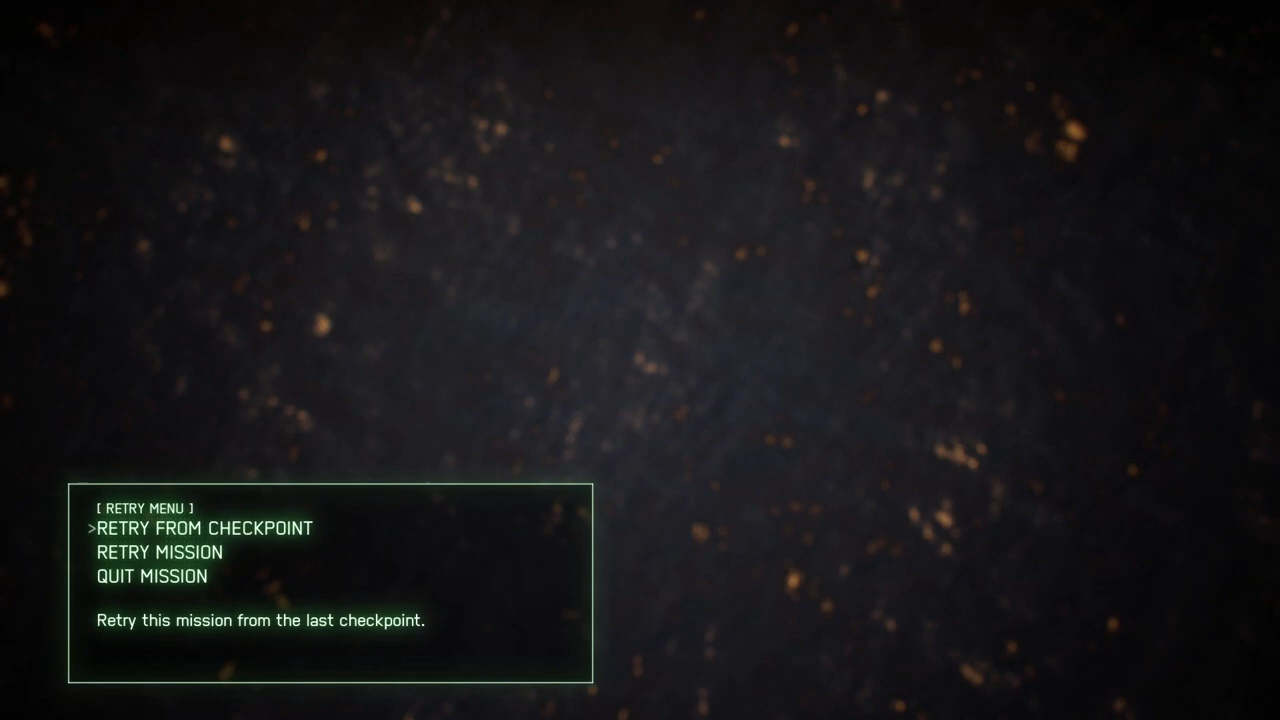 [ RETRY MENU ]
>RETRY FROM CHECKPOINT
RETRY MISSION
QUIT MISSION
Retry this mission from the last checkpoint.